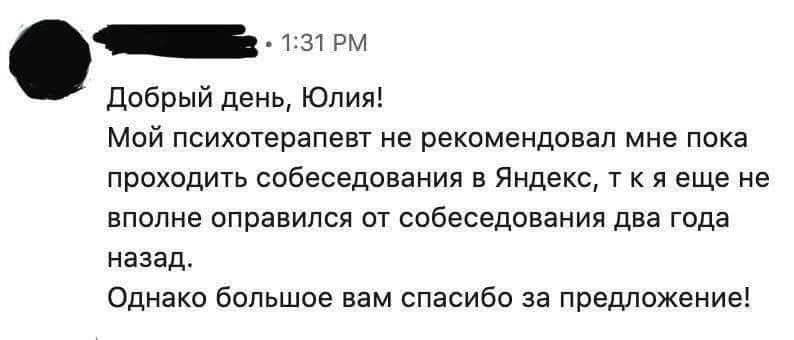 • 1:31 PM
Добрый день, Юлия!
Мой психотерапевт не рекомендовал мне пока
проходить собеседования в Яндекс, т к я еще не
вполне оправился от собеседования два года
назад.
Однако большое вам спасибо за предложение!